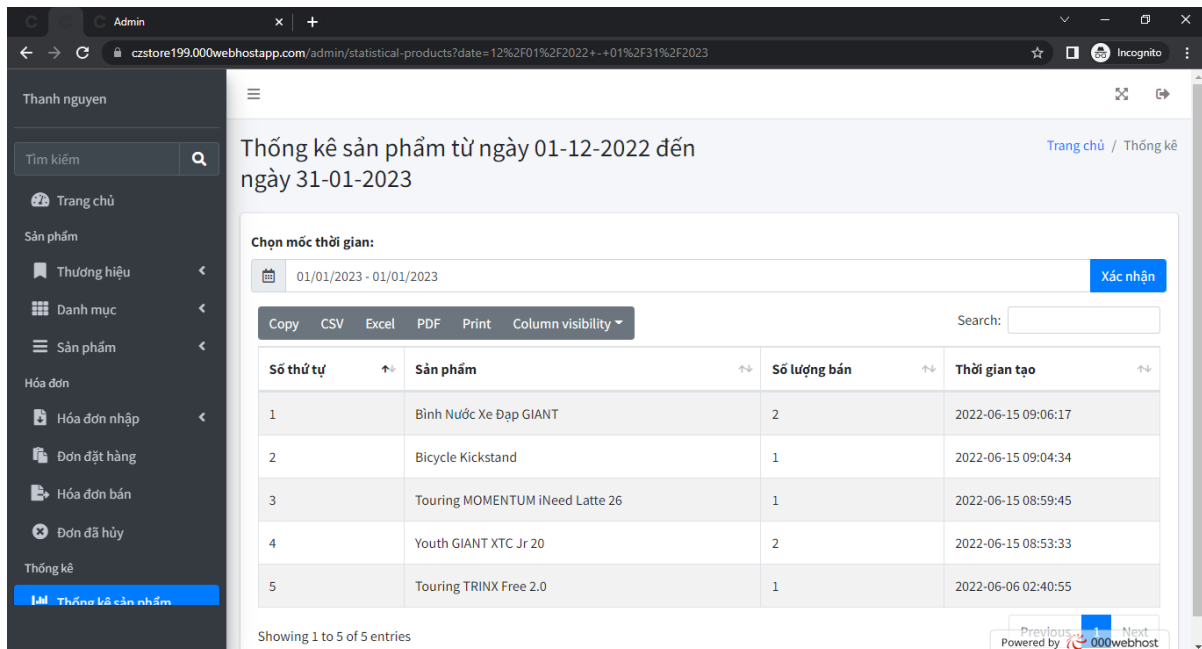 Admin
czstore199.000webhostapp.com/admin/statistical-products?date=12%2F01%2F2022+-+01%2F31%2F2023
Incognito
Thanh nguyen
Tìm kiếm
Trang chủ
Sản phẩm
Thương hiệu
Danh mục
Sản phẩm
Hóa đơn
Hóa đơn nhập
Đơn đặt hàng
Hóa đơn bán
Đơn đã hủy
Thống kê
Thống kê sản phẩm
Thống kê sản phẩm từ ngày 01-12-2022 đến
ngày 31-01-2023
Trang chủ / Thống kê
Chọn mốc thời gian:
01/01/2023 - 01/01/2023
Xác nhận
Copy CSV Excel PDF Print Column visibility
Search:
Số thứ tự Sản phẩm Số lượng bán Thời gian tạo
1 Bình Nước Xe Đạp GIANT 2 2022-06-15 09:06:17
2 Bicycle Kickstand 1 2022-06-15 09:04:34
3 Touring MOMENTUM iNeed Latte 26 1 2022-06-15 08:59:45
4 Youth GIANT XTC Jr 20 2 2022-06-15 08:53:33
5 Touring TRINX Free 2.0 1 2022-06-06 02:40:55
Showing 1 to 5 of 5 entries
Previous 1 Next
Powered by 000webhost